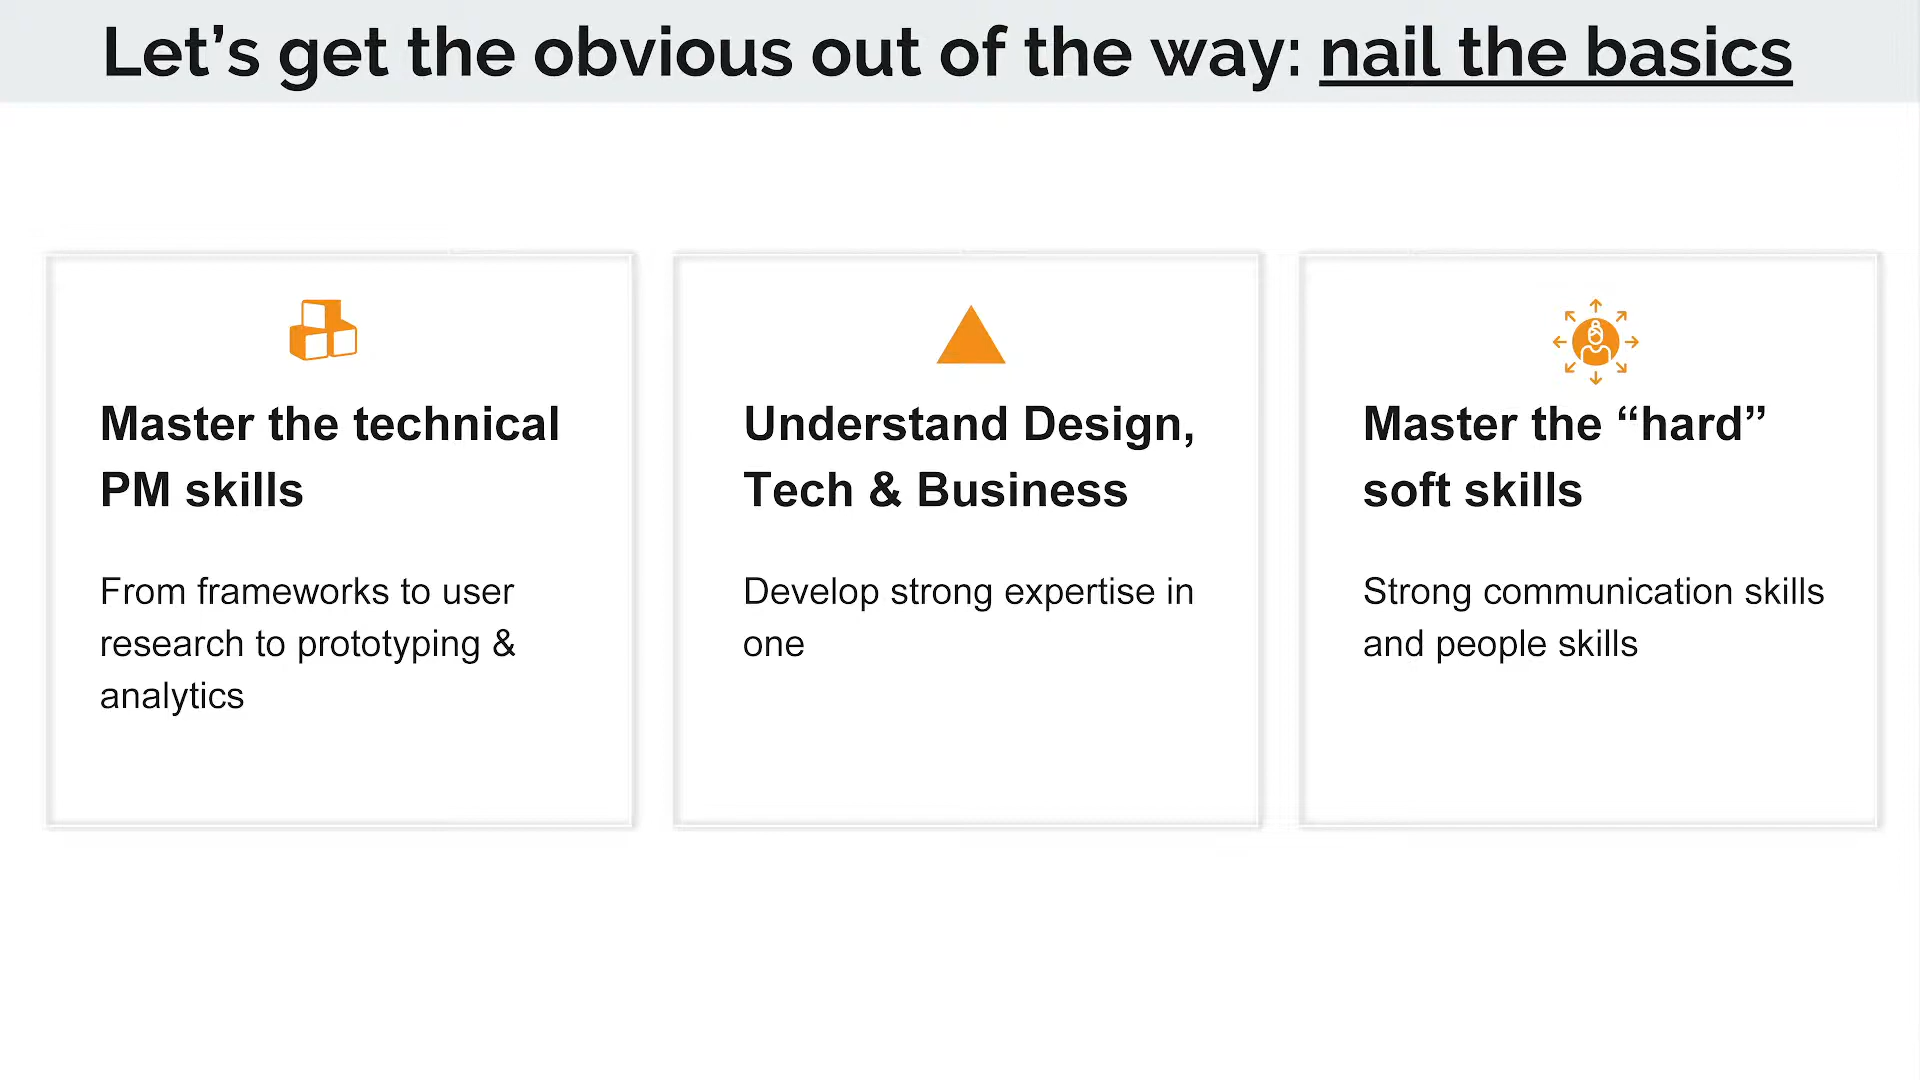 Let’s get the obvious out of the way: nail the basics
Master the technical
PM skills
From frameworks to user
research to prototyping &
analytics
Understand Design,
Tech & Business
Develop strong expertise in
one
Master the “hard”
soft skills
Strong communication skills
and people skills